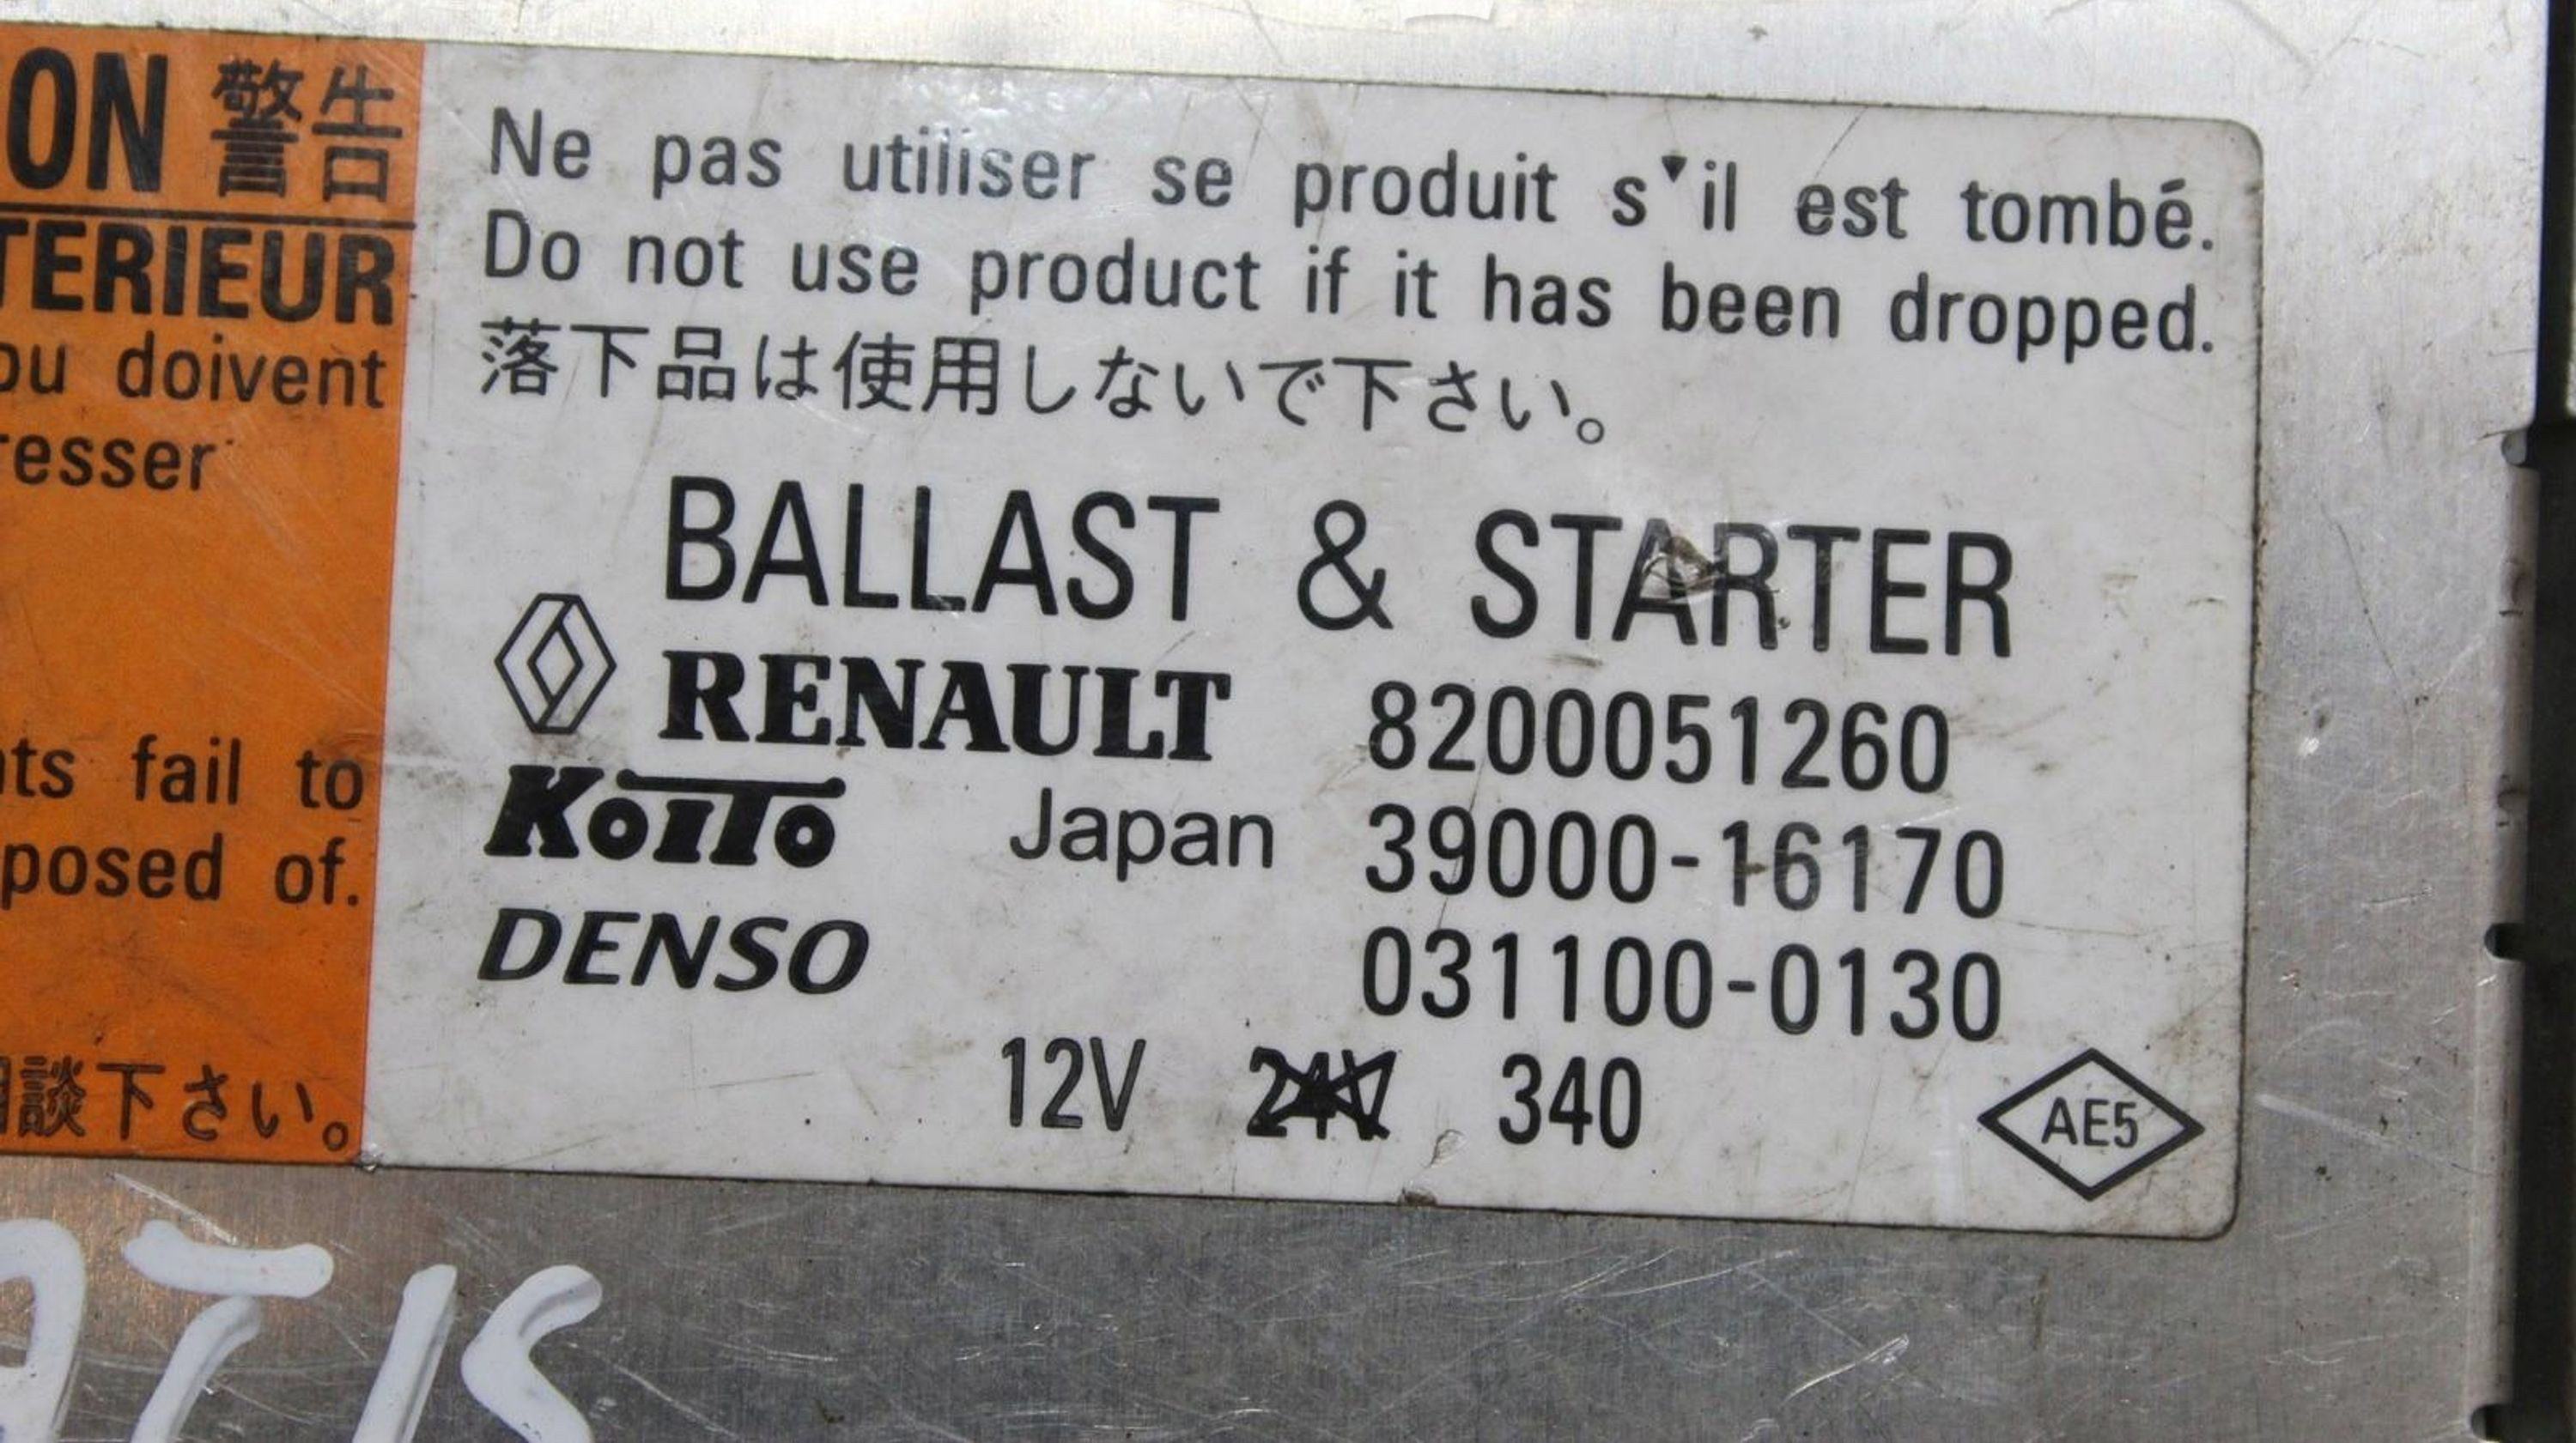 ON 警告
TERIEUR
ou doivent
resser
nts fail to
posed of.
談下さい。
Ne pas utiliser se produit s'il est tombé.
Do not use product if it has been dropped.
落下品は使用しないで下さい。
BALLAST & STARTER
RENAULT 8200051260
KOITO Japan 39000-16170
DENSO 031100-0130
12V 24V 340
AE5
ATIS